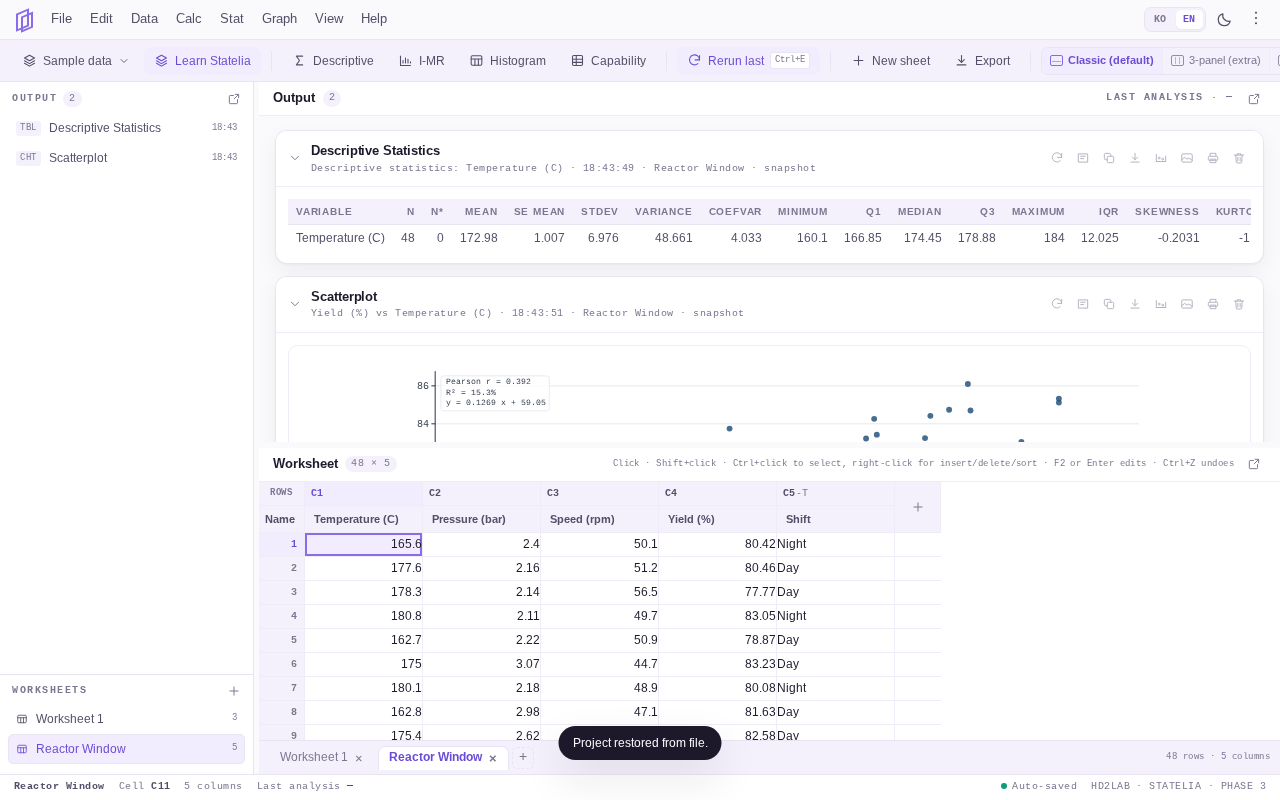 File Edit Data Calc Stat Graph View Help
KO EN
Sample data Learn Statelia Descriptive I-MR Histogram Capability Rerun last Ctrl+E New sheet Export Classic (default) 3-panel (extra)
OUTPUT 2
TBL Descriptive Statistics 18:43
CHT Scatterplot 18:43
WORKSHEETS
Worksheet 1 3
Reactor Window 5
Output 2
LAST ANALYSIS · —
Descriptive Statistics
Descriptive statistics: Temperature (C) · 18:43:49 · Reactor Window · snapshot
VARIABLE N N* MEAN SE MEAN STDEV VARIANCE COEFVAR MINIMUM Q1 MEDIAN Q3 MAXIMUM IQR SKEWNESS KURTO
Temperature (C) 48 0 172.98 1.007 6.976 48.661 4.033 160.1 166.85 174.45 178.88 184 12.025 -0.2031 -1
Scatterplot
Yield (%) vs Temperature (C) · 18:43:51 · Reactor Window · snapshot
86
84
Pearson r = 0.392
R² = 15.3%
y = 0.1269 x + 59.05
Worksheet 48 × 5
Click · Shift+click · Ctrl+click to select, right-click for insert/delete/sort · F2 or Enter edits · Ctrl+Z undoes
ROWS C1 C2 C3 C4 C5-T
Name Temperature (C) Pressure (bar) Speed (rpm) Yield (%) Shift
1 165.6 2.4 50.1 80.42 Night
2 177.6 2.16 51.2 80.46 Day
3 178.3 2.14 56.5 77.77 Day
4 180.8 2.11 49.7 83.05 Night
5 162.7 2.22 50.9 78.87 Day
6 175 3.07 44.7 83.23 Day
7 180.1 2.18 48.9 80.08 Night
8 162.8 2.98 47.1 81.63 Day
9 175.4 2.62 82.58 Day
Project restored from file.
Worksheet 1 × Reactor Window × +
48 rows · 5 columns
Reactor Window Cell C11 5 columns Last analysis —
Auto-saved HD2LAB · STATELIA · PHASE 3